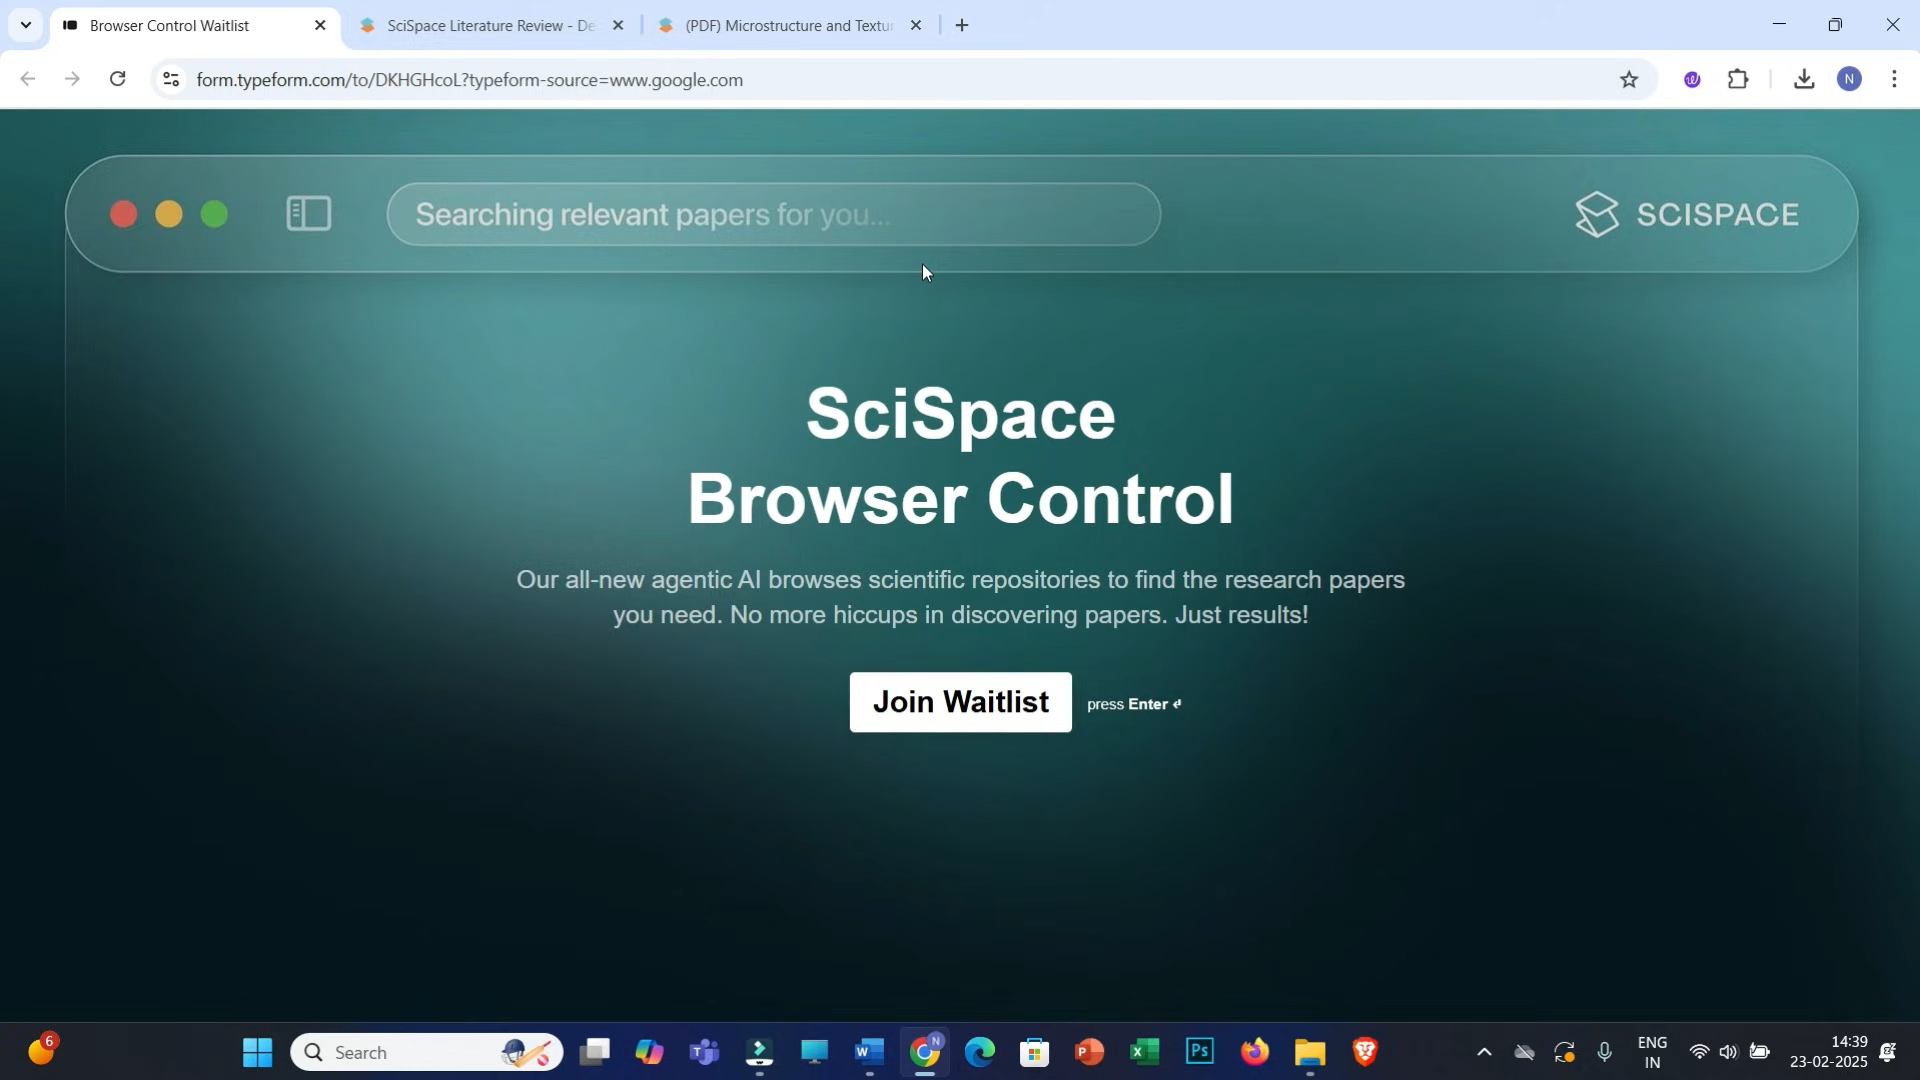 Browser Control Waitlist
SciSpace Literature Review - De
(PDF) Microstructure and Textu
form.typeform.com/to/DKHGHcoL?typeform-source=www.google.com
N
Searching relevant papers for you...
SCISPACE
SciSpace
Browser Control
Our all-new agentic AI browses scientific repositories to find the research papers
you need. No more hiccups in discovering papers. Just results!
Join Waitlist
press Enter ↵
6
Search
T
W
N
P
X
Ps
ENG
IN
14:39
23-02-2025